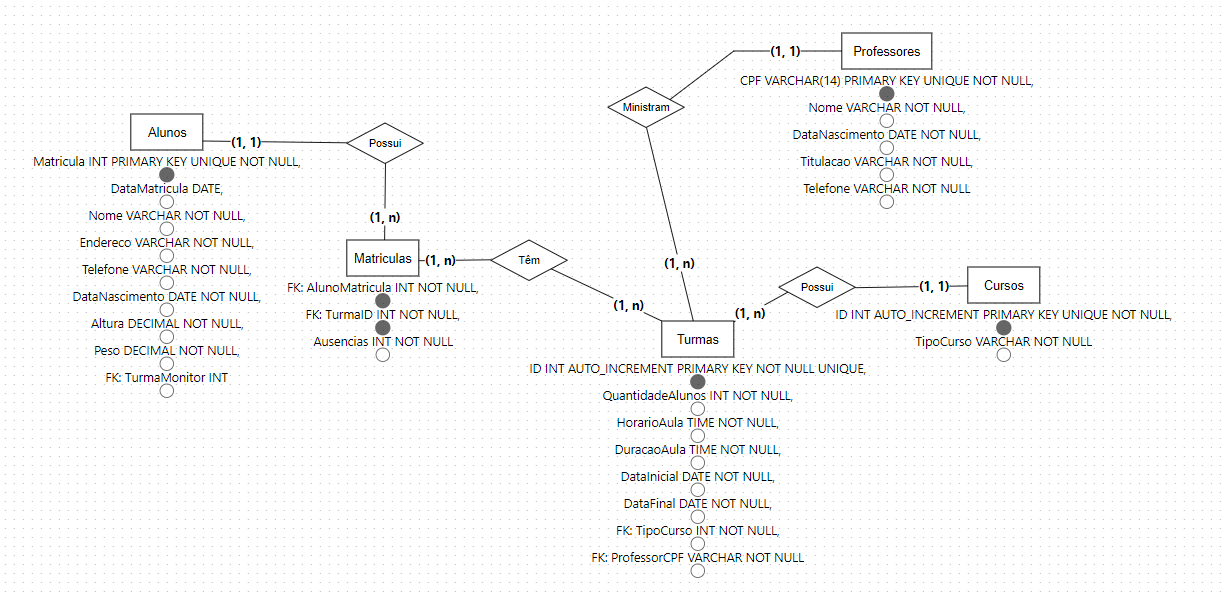 Professores
(1, 1)
CPF VARCHAR(14) PRIMARY KEY UNIQUE NOT NULL,
Nome VARCHAR NOT NULL,
DataNascimento DATE NOT NULL,
Titulacao VARCHAR NOT NULL,
Telefone VARCHAR NOT NULL
Ministram
(1, n)
Alunos
(1, 1)
Possui
Matricula INT PRIMARY KEY UNIQUE NOT NULL,
DataMatricula DATE,
Nome VARCHAR NOT NULL,
Endereco VARCHAR NOT NULL,
Telefone VARCHAR NOT NULL,
DataNascimento DATE NOT NULL,
Altura DECIMAL NOT NULL,
Peso DECIMAL NOT NULL,
FK: TurmaMonitor INT
(1, n)
Matriculas
(1, n)
Têm
(1, n)
FK: AlunoMatricula INT NOT NULL,
FK: TurmaID INT NOT NULL,
Ausencias INT NOT NULL
(1, n)
Possui
(1, 1)
Cursos
ID INT AUTO_INCREMENT PRIMARY KEY UNIQUE NOT NULL,
TipoCurso VARCHAR NOT NULL
Turmas
ID INT AUTO_INCREMENT PRIMARY KEY NOT NULL UNIQUE,
QuantidadeAlunos INT NOT NULL,
HorarioAula TIME NOT NULL,
DuracaoAula TIME NOT NULL,
DataInicial DATE NOT NULL,
DataFinal DATE NOT NULL,
FK: TipoCurso INT NOT NULL,
FK: ProfessorCPF VARCHAR NOT NULL